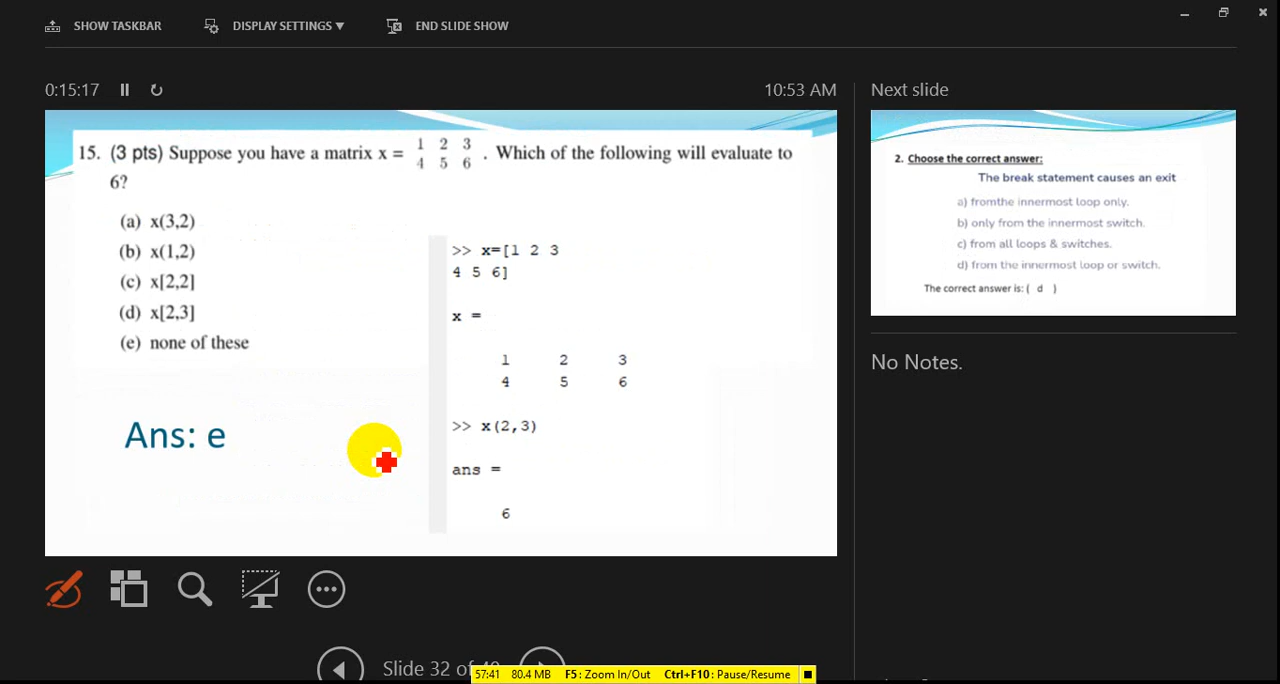 SHOW TASKBAR DISPLAY SETTINGS ▼ END SLIDE SHOW
0:15:17 10:53 AM
15. (3 pts) Suppose you have a matrix x = 1 2 3
4 5 6 . Which of the following will evaluate to
6?
(a) x(3,2)
(b) x(1,2)
(c) x[2,2]
(d) x[2,3]
(e) none of these
Ans: e
>> x=[1 2 3
4 5 6]
x =
1 2 3
4 5 6
>> x(2,3)
ans =
6
Next slide
2. Choose the correct answer:
The break statement causes an exit
a) fromthe innermost loop only.
b) only from the innermost switch.
c) from all loops & switches.
d) from the innermost loop or switch.
The correct answer is: ( d )
No Notes.
Slide 32 of
57:41 80.4 MB F5: Zoom In/Out Ctrl+F10: Pause/Resume